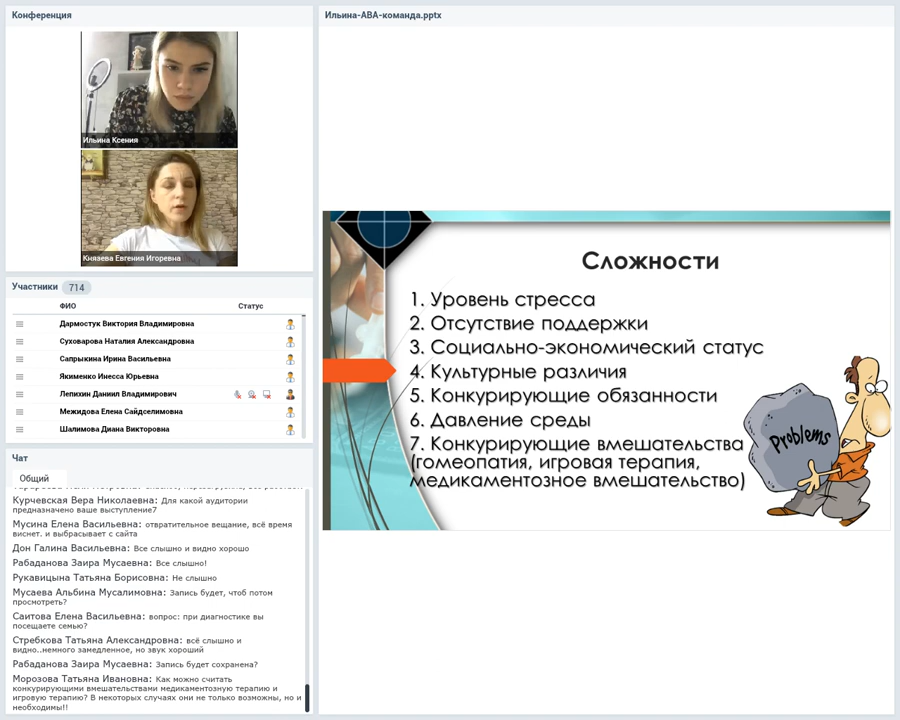 Конференция
Ильина Ксения
Князева Евгения Игоревна
Участники 714
ФИО Статус
Дармостук Виктория Владимировна
Суховарова Наталия Александровна
Сапрыкина Ирина Васильевна
Якименко Инесса Юрьевна
Лепихин Даниил Владимирович
Межидова Елена Сайдселимовна
Шалимова Диана Викторовна
Чат
Общий
Курчевская Вера Николаевна: Для какой аудитории
предназначено ваше выступление7
Мусина Елена Васильевна: отвратительное вещание, всё время
виснет. и выбрасывает с сайта
Дон Галина Васильевна: Все слышно и видно хорошо
Рабаданова Заира Мусаевна: Все слышно!
Рукавицына Татьяна Борисовна: Не слышно
Мусаева Альбина Мусалимовна: Запись будет, чтоб потом
просмотреть?
Саитова Елена Васильевна: вопрос: при диагностике вы
посещаете семью?
Стребкова Татьяна Александровна: всё слышно и
видно..немного замедленное, но звук хороший
Рабаданова Заира Мусаевна: Запись будет сохранена?
Морозова Татьяна Ивановна: Как можно считать
конкурирующими вмешательствами медикаментозную терапию и
игровую терапию? В некоторых случаях они не только возможны, но и
необходимы!!
Ильина-АВА-команда.pptx
Сложности
1. Уровень стресса
2. Отсутствие поддержки
3. Социально-экономический статус
4. Культурные различия
5. Конкурирующие обязанности
6. Давление среды
7. Конкурирующие вмешательства
(гомеопатия, игровая терапия,
медикаментозное вмешательство)
Problems